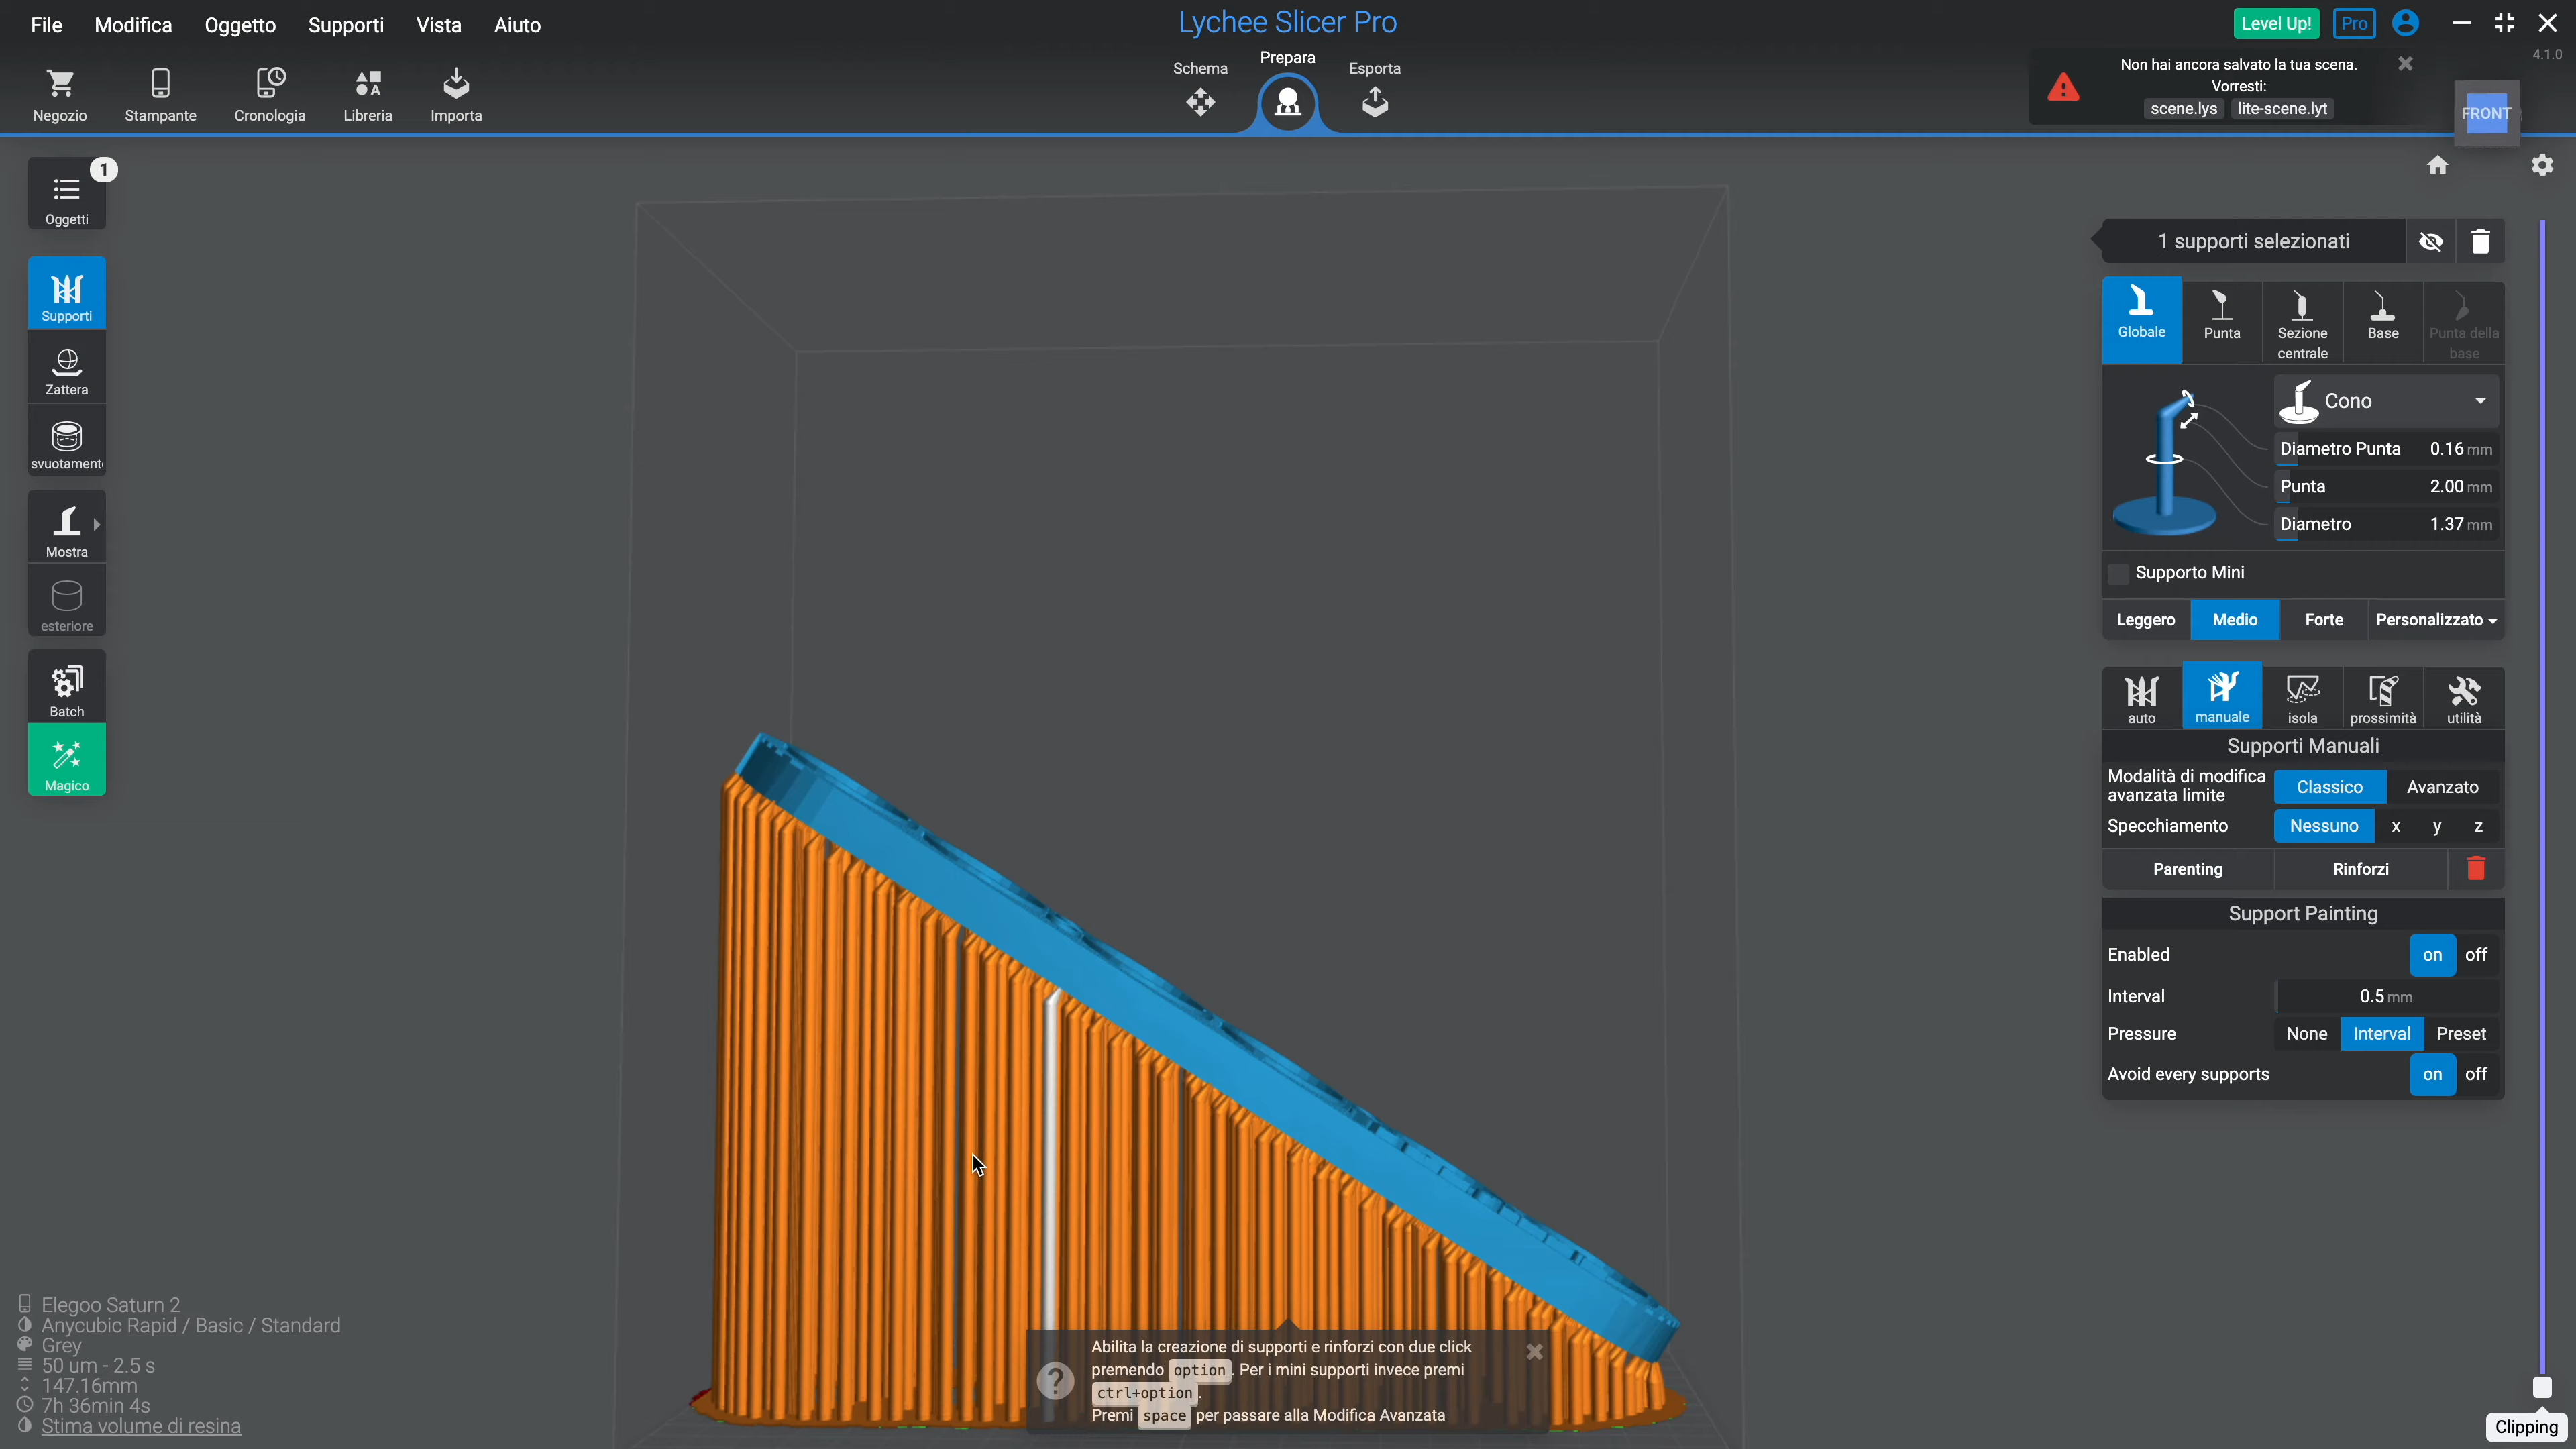 File Modifica Oggetto Supporti Vista Aiuto
Lychee Slicer Pro
Level Up! Pro
4.1.0
Negozio Stampante Cronologia Libreria Importa
Schema Prepara Esporta
Non hai ancora salvato la tua scena.
Vorresti:
scene.lys lite-scene.lyt
FRONT
1
Oggetti
Supporti
Zattera
svuotament
Mostra
esteriore
Batch
Magico
1 supporti selezionati
Globale Punta Sezione centrale Base Punta della base
Cono
Diametro Punta 0.16 mm
Punta 2.00 mm
Diametro 1.37 mm
Supporto Mini
Leggero Medio Forte Personalizzato
auto manuale isola prossimità utilità
Supporti Manuali
Modalità di modifica
avanzata limite
Classico Avanzato
Specchiamento Nessuno x y z
Parenting Rinforzi
Support Painting
Enabled on off
Interval 0.5 mm
Pressure None Interval Preset
Avoid every supports on off
Abilita la creazione di supporti e rinforzi con due click
premendo option. Per i mini supporti invece premi
ctrl+option.
Premi space per passare alla Modifica Avanzata
Elegoo Saturn 2
Anycubic Rapid / Basic / Standard
Grey
50 um - 2.5 s
147.16mm
7h 36min 4s
Stima volume di resina
Clipping